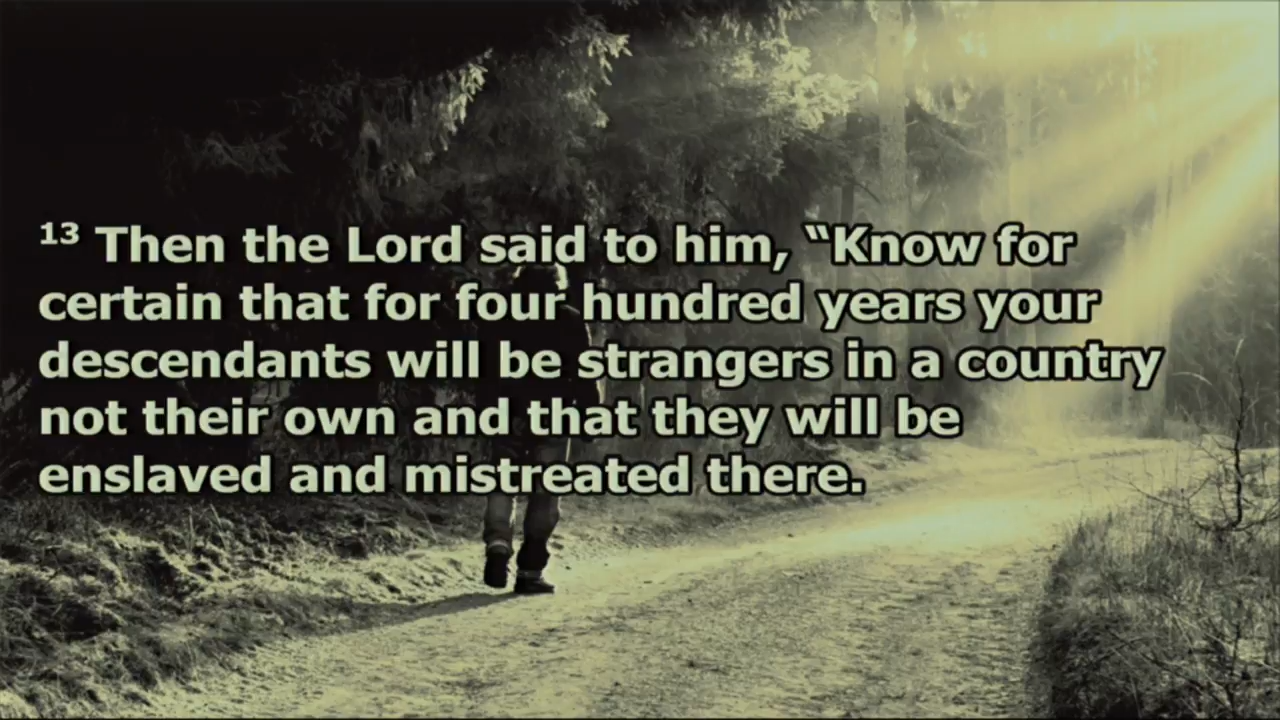 ¹³ Then the Lord said to him, “Know for
certain that for four hundred years your
descendants will be strangers in a country
not their own and that they will be
enslaved and mistreated there.